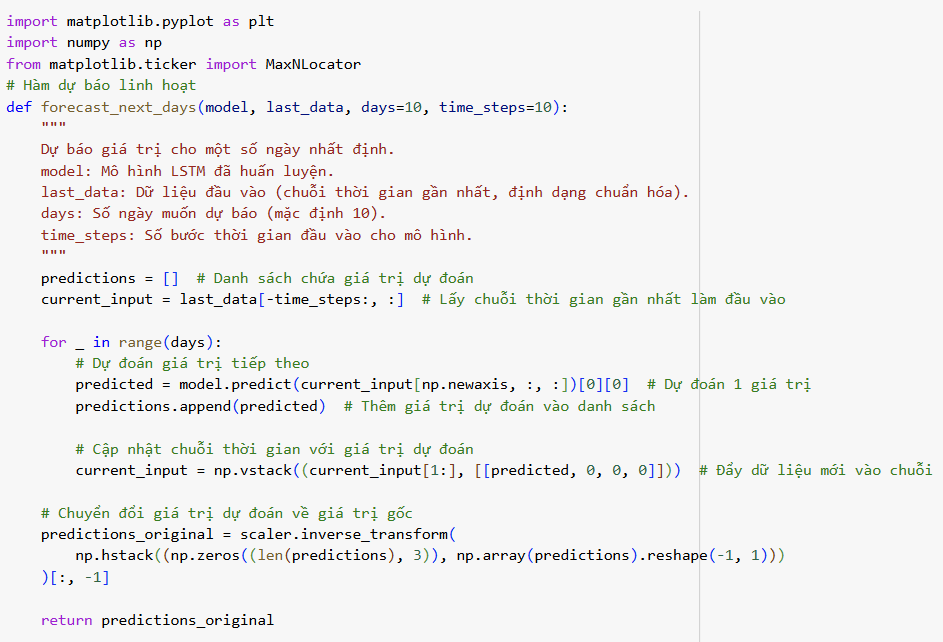 import matplotlib.pyplot as plt
import numpy as np
from matplotlib.ticker import MaxNLocator
# Hàm dự báo linh hoạt
def forecast_next_days(model, last_data, days=10, time_steps=10):
    """
    Dự báo giá trị cho một số ngày nhất định.
    model: Mô hình LSTM đã huấn luyện.
    last_data: Dữ liệu đầu vào (chuỗi thời gian gần nhất, định dạng chuẩn hóa).
    days: Số ngày muốn dự báo (mặc định 10).
    time_steps: Số bước thời gian đầu vào cho mô hình.
    """
    predictions = []  # Danh sách chứa giá trị dự đoán
    current_input = last_data[-time_steps:, :]  # Lấy chuỗi thời gian gần nhất làm đầu vào

    for _ in range(days):
        # Dự đoán giá trị tiếp theo
        predicted = model.predict(current_input[np.newaxis, :, :])[0][0]  # Dự đoán 1 giá trị
        predictions.append(predicted)  # Thêm giá trị dự đoán vào danh sách

        # Cập nhật chuỗi thời gian với giá trị dự đoán
        current_input = np.vstack((current_input[1:], [[predicted, 0, 0, 0]]))  # Đẩy dữ liệu mới vào chuỗi

    # Chuyển đổi giá trị dự đoán về giá trị gốc
    predictions_original = scaler.inverse_transform(
        np.hstack((np.zeros((len(predictions), 3)), np.array(predictions).reshape(-1, 1)))
    )[:, -1]

    return predictions_original